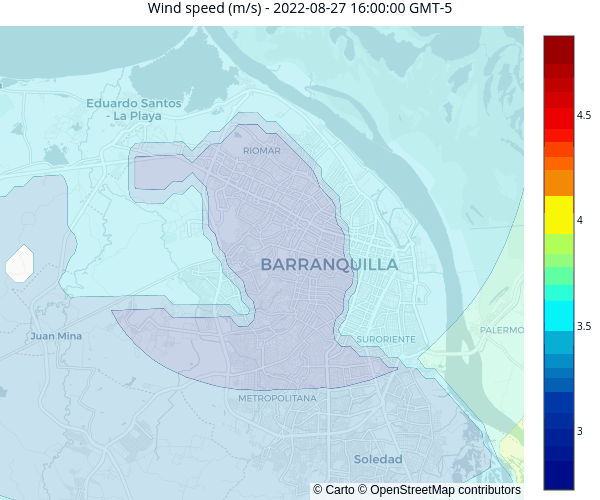 Wind speed (m/s) - 2022-08-27 16:00:00 GMT-5
Eduardo Santos
- La Playa
RIOMAR
BARRANQUILLA
Juan Mina
SURORIENTE
PALERMO
METROPOLITANA
Soledad
4.5
4
3.5
3
© Carto © OpenStreetMap contributors